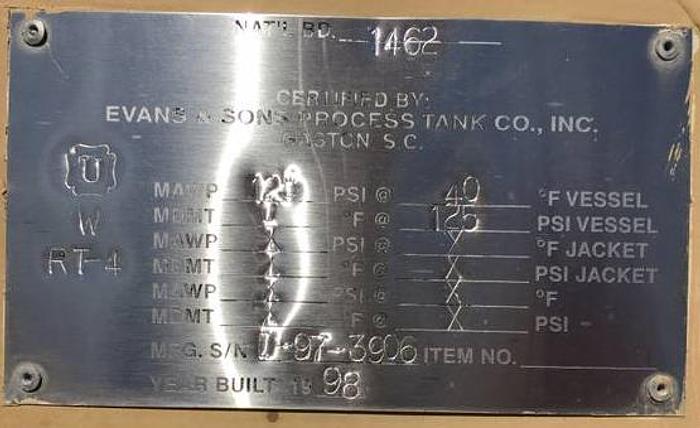 NAT'L BD. 1462
CERTIFIED BY:
EVANS & SONS PROCESS TANK CO., INC.
GASTON S.C.
U
W
RT-4
MAWP PSI @ 40 °F VESSEL
MDMT °F @ 125 PSI VESSEL
MAWP X PSI @ X °F JACKET
MDMT X °F @ X PSI JACKET
MAWP X PSI @ X °F
MDMT X °F @ X PSI
MFG. S/N U-97-3906 ITEM NO.
YEAR BUILT 19 98